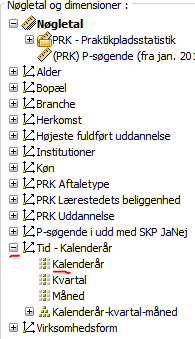 Nøgletal og dimensioner :
Nøgletal
PRK - Praktikpladsstatistik
(PRK) P-søgende (fra jan. 201
Alder
Bopæl
Branche
Herkomst
Højeste fuldført uddannelse
Institutioner
Køn
PRK Aftaletype
PRK Lærestedets beliggenhed
PRK Uddannelse
P-søgende i udd med SKP JaNej
Tid - Kalenderår
Kalenderår
Kvartal
Måned
Kalenderår-kvartal-måned
Virksomhedsform